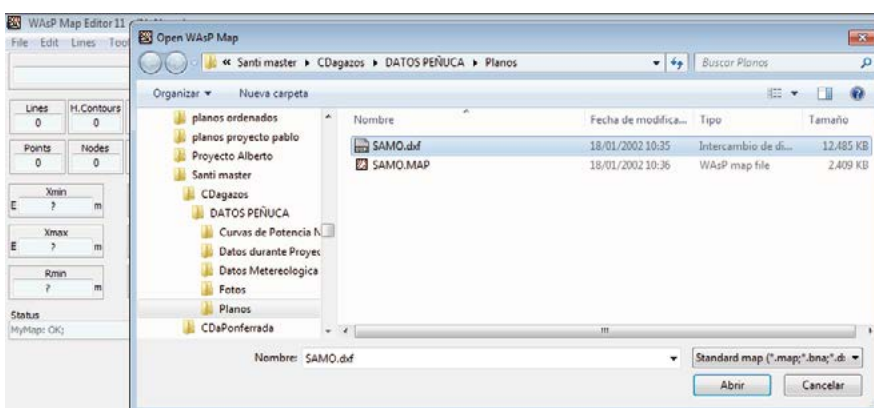 WAsP Map Editor 11
File Edit Lines Tool
Open WAsP Map
« Santi master ▸ CDagazos ▸ DATOS PEÑUCA ▸ Planos
Buscar Planos
Organizar ▾ Nueva carpeta
Lines H.Contours
0 0
Points Nodes
0 0
Xmin
E ? m
Xmax
E ? m
Rmin
? m
Status
MyMap: OK;
planos ordenados
planos proyecto pablo
Proyecto Alberto
Santi master
CDagazos
DATOS PEÑUCA
Curvas de Potencia N
Datos durante Proyec
Datos Metereologica
Fotos
Planos
CDaPonferrada
Nombre Fecha de modifica... Tipo Tamaño
SAMO.dxf 18/01/2002 10:35 Intercambio de di... 12.485 KB
SAMO.MAP 18/01/2002 10:36 WAsP map file 2.409 KB
Nombre: SAMO.dxf
Standard map (*.map;*.bna;*.d
Abrir Cancelar